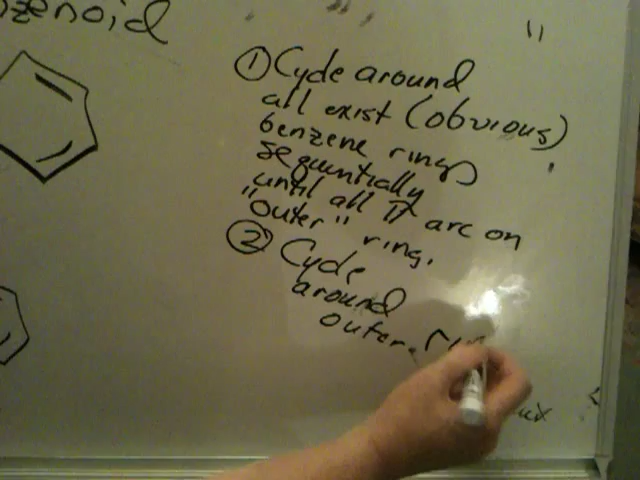 zenoid
① Cycle around
all exist (obvious)
benzene rings
sequentially
until all π are on
"outer" ring.
② Cycle
around
outer